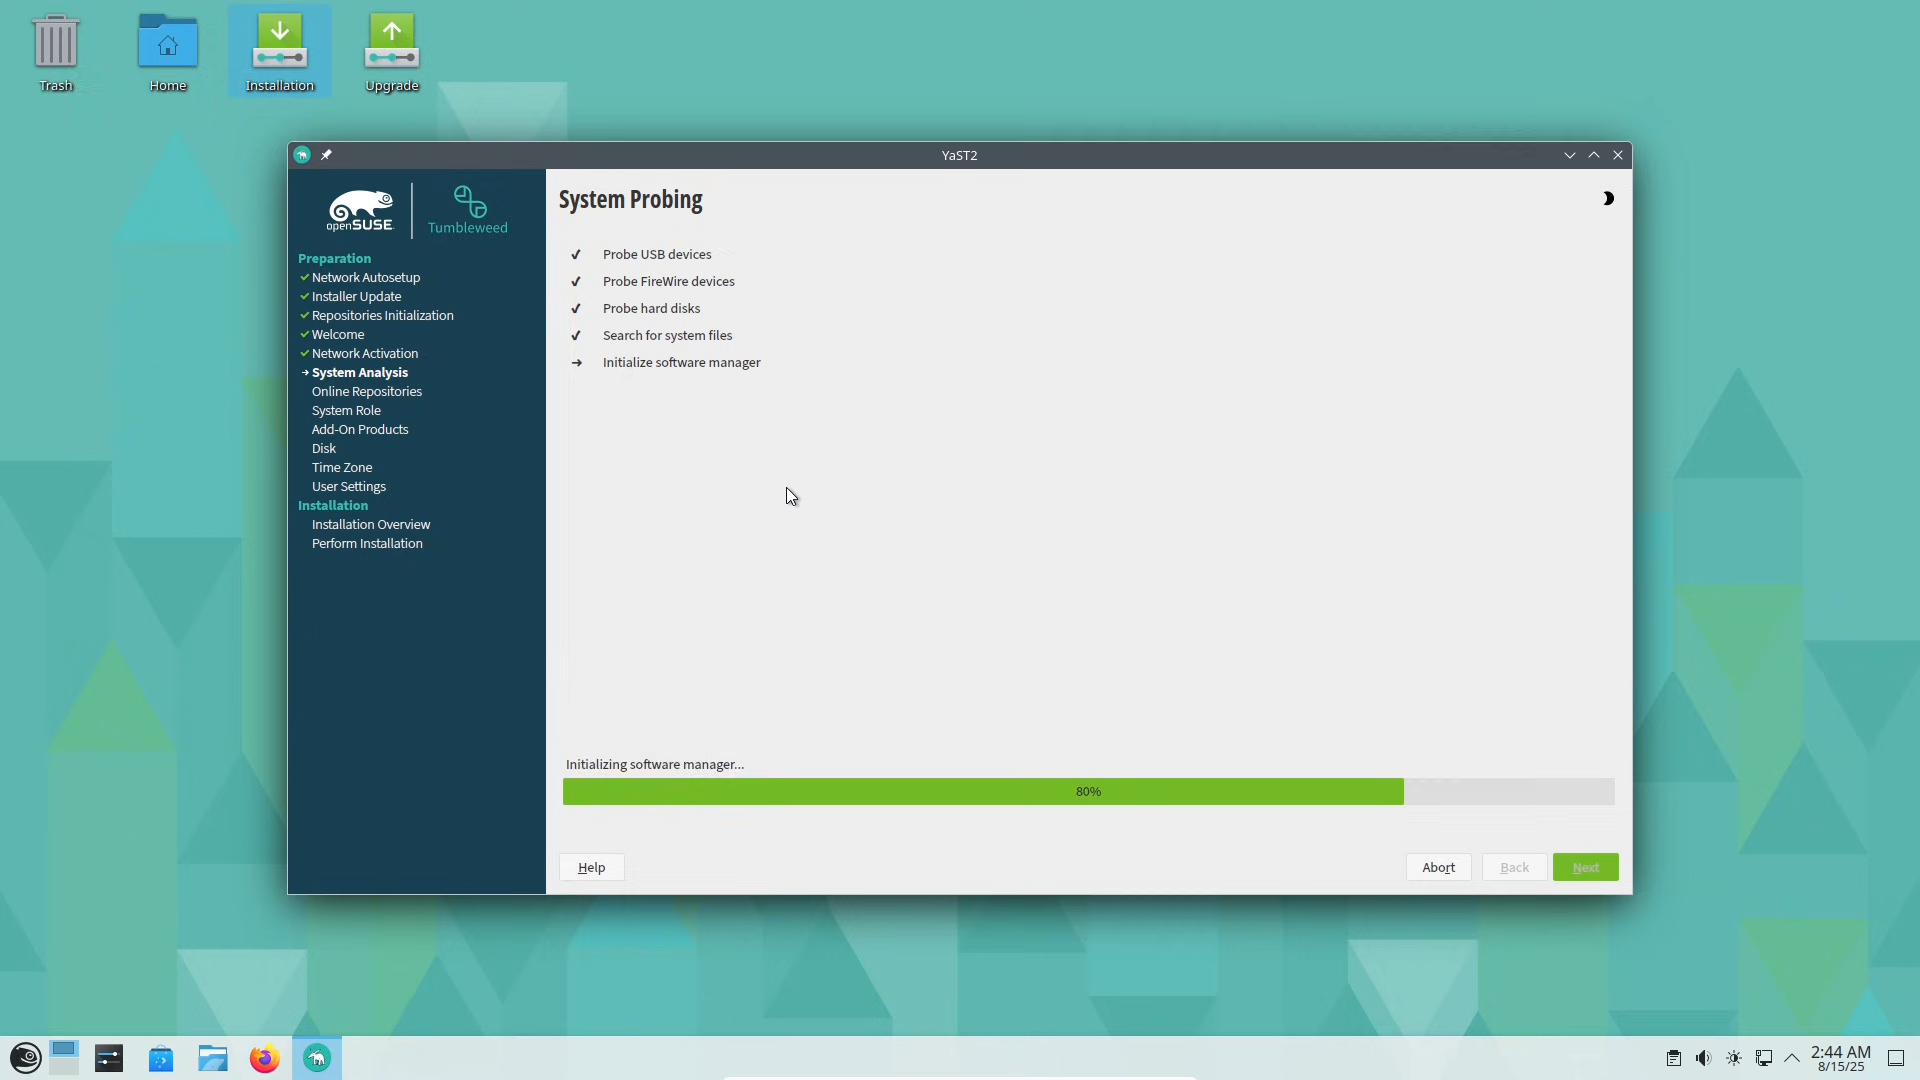 Trash
Home
Installation
Upgrade
YaST2
openSUSE
Tumbleweed
Preparation
Network Autosetup
Installer Update
Repositories Initialization
Welcome
Network Activation
System Analysis
Online Repositories
System Role
Add-On Products
Disk
Time Zone
User Settings
Installation
Installation Overview
Perform Installation
System Probing
Probe USB devices
Probe FireWire devices
Probe hard disks
Search for system files
Initialize software manager
Initializing software manager...
80%
Help
Abort
Back
Next
2:44 AM
8/15/25